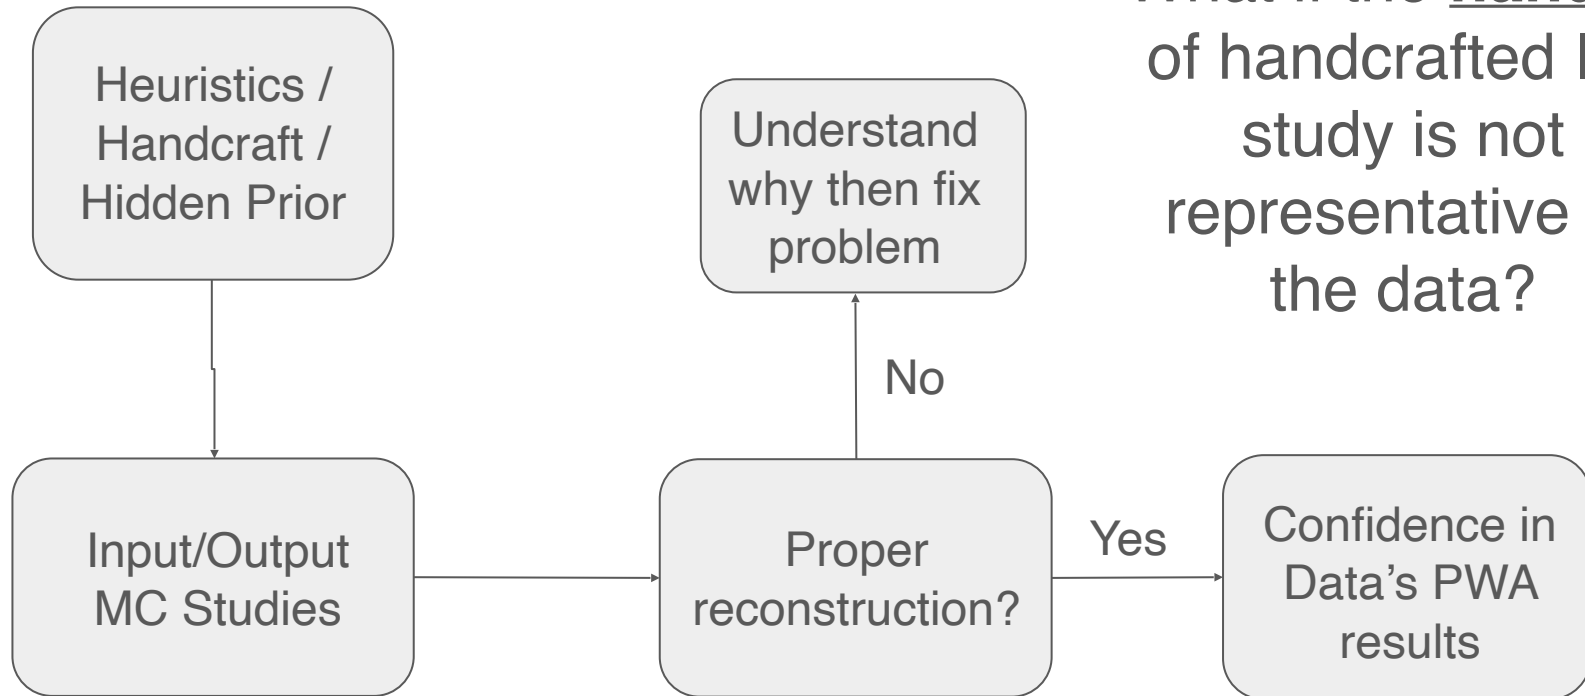 Heuristics /
Handcraft /
Hidden Prior
Understand
why then fix
problem
of handcrafted
study is not
representative
the data?
No
Input/Output
MC Studies
Proper
reconstruction?
Yes
Confidence in
Data's PWA
results